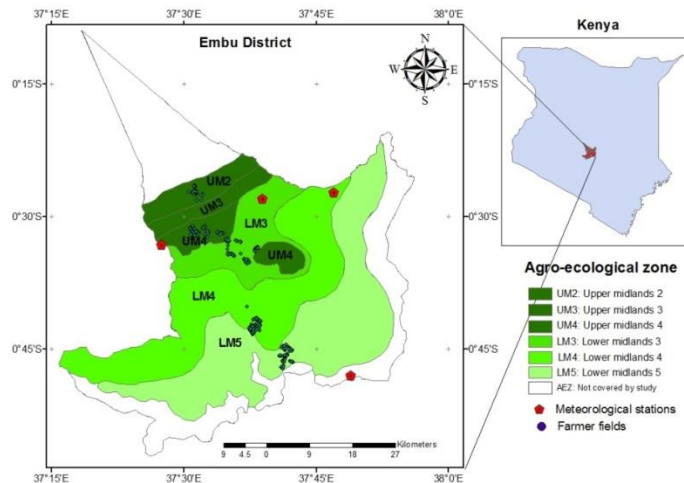 37°15'E 37°30'E 37°45'E 38°0'E
Embu District
Kenya
N
W E
S
0°15'S
0°15'S
UM2
UM3
LM3
0°30'S
0°30'S
UM4
UM4
LM4
LM5
0°45'S
0°45'S
Agro-ecological zone
UM2: Upper midlands 2
UM3: Upper midlands 3
UM4: Upper midlands 4
LM3: Lower midlands 3
LM4: Lower midlands 4
LM5: Lower midlands 5
AEZ: Not covered by study
Meteorological stations
Farmer fields
Kilometers
9 4.5 0 9 18 27
37°15'E 37°30'E 37°45'E 38°0'E